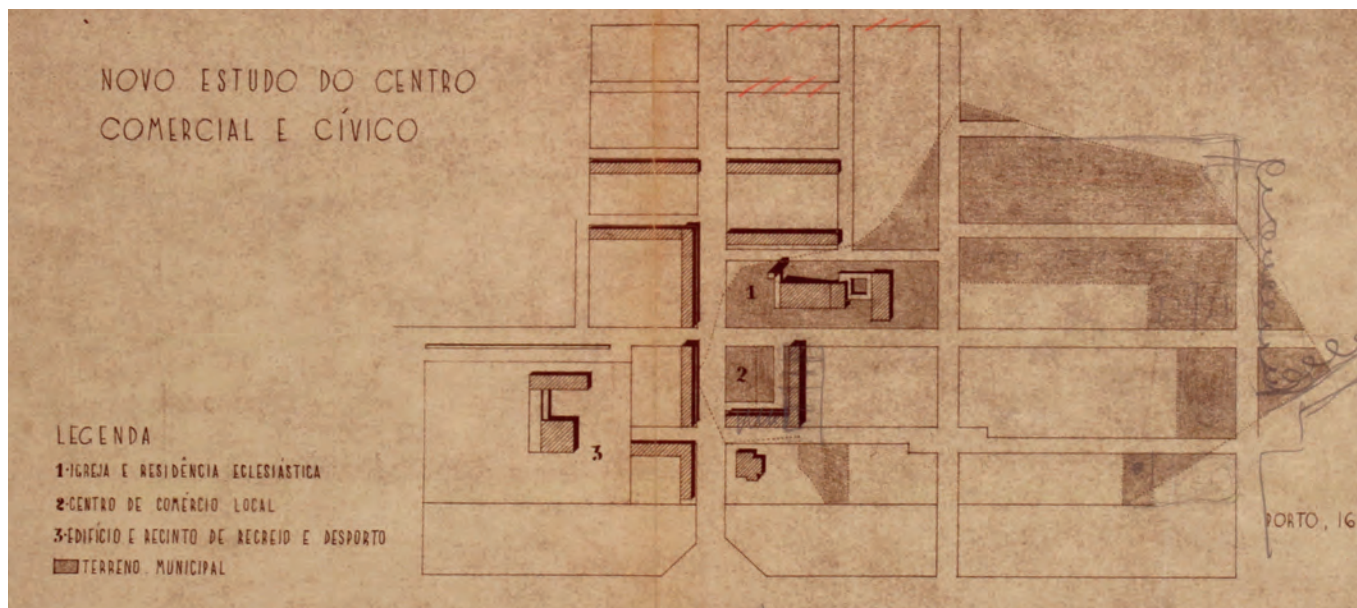 NOVO ESTUDO DO CENTRO
COMERCIAL E CÍVICO
1
2
3
LEGENDA
1·IGREJA E RESIDÊNCIA ECLESIÁSTICA
2·CENTRO DE COMÉRCIO LOCAL
3·EDIFÍCIO E RECINTO DE RECREIO E DESPORTO
TERRENO MUNICIPAL
PORTO, 16